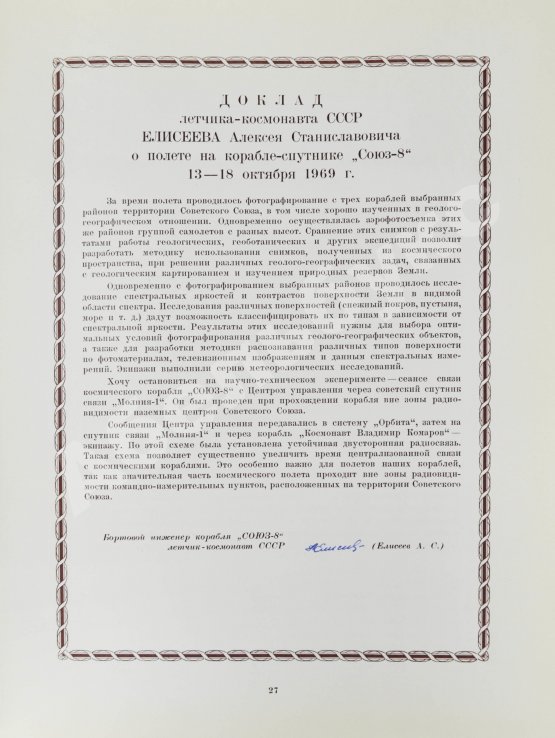 ДОКЛАД
летчика-космонавта СССР
ЕЛИСЕЕВА Алексея Станиславовича
о полете на корабле-спутнике „Союз-8“
13—18 октября 1969 г.
За время полета проводилось фотографирование с трех кораблей выбранных
районов территории Советского Союза, в том числе хорошо изученных в геолого-
географическом отношении. Одновременно осуществлялась аэрофотосъемка этих
же районов группой самолетов с разных высот. Сравнение этих снимков с резуль-
татами работы геологических, геоботанических и других экспедиций позволит
разработать методику использования снимков, полученных из космического
пространства, при решении различных геолого-географических задач, связанных
с геологическим картированием и изучением природных резервов Земли.
Одновременно с фотографированием выбранных районов проводилось иссле-
дование спектральных яркостей и контрастов поверхности Земли в видимой
области спектра. Исследования различных поверхностей (снежный покров, пустыня,
море и т. д.) дадут возможность классифицировать их по типам в зависимости от
спектральной яркости. Результаты этих исследований нужны для выбора опти-
мальных условий фотографирования различных геолого-географических объектов,
а также для разработки методики распознавания различных типов поверхности
по фотоматериалам, телевизионным изображениям и данным спектральных изме-
рений. Экипажи выполнили серию метеорологических исследований.
Хочу остановиться на научно-техническом эксперименте — сеансе связи
космического корабля „СОЮЗ-8“ с Центром управления через советский спутник
связи „Молния-1“. Он был проведен при прохождении корабля вне зоны радио-
видимости наземных центров Советского Союза.
Сообщения Центра управления передавались в систему „Орбита“, затем на
спутник связи „Молния-1“ и через корабль „Космонавт Владимир Комаров“ —
экипажу. По этой схеме была установлена устойчивая двусторонняя радиосвязь.
Такая схема позволяет существенно увеличить время централизованной связи
с космическими кораблями. Это особенно важно для полетов наших кораблей,
так как значительная часть космического полета проходит вне зоны радиовиди-
мости командно-измерительных пунктов, расположенных на территории Советского
Союза.
Бортовой инженер корабля „СОЮЗ-8“
летчик-космонавт СССР (Елисеев А. С.)
27